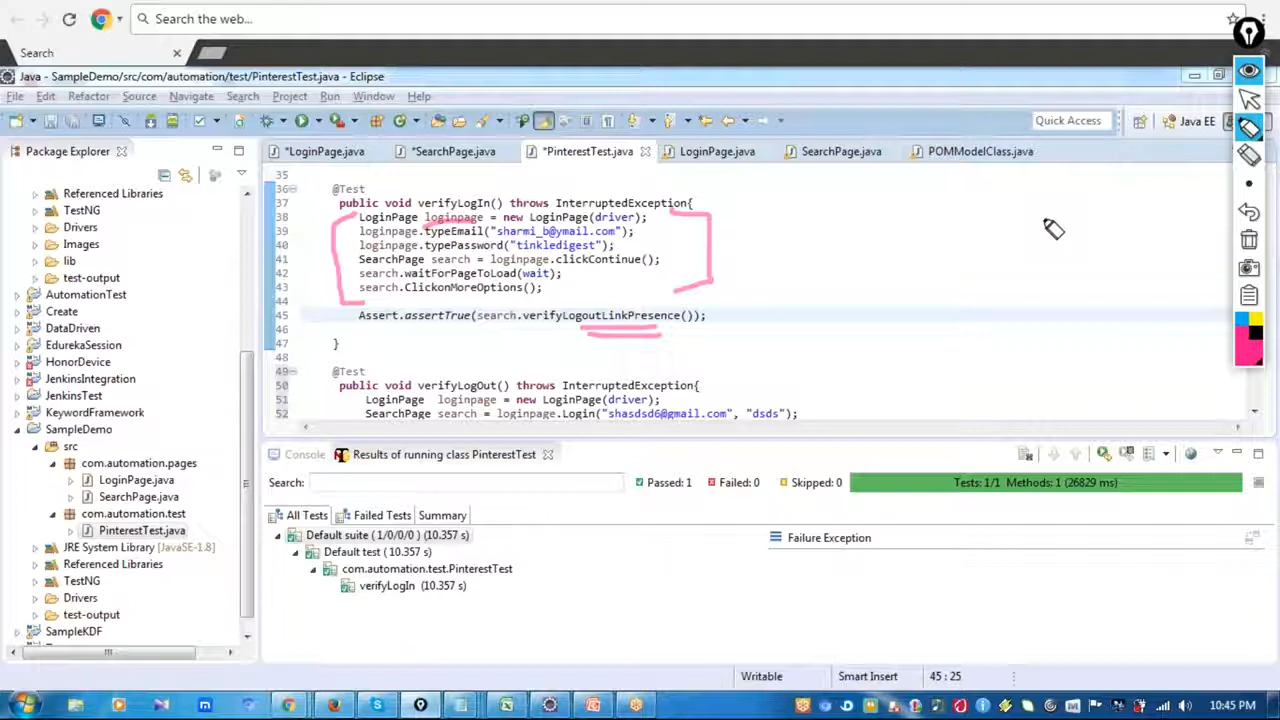 Search the web...
Search
Java - SampleDemo/src/com/automation/test/PinterestTest.java - Eclipse
File Edit Refactor Source Navigate Search Project Run Window Help
Quick Access
Java EE
Package Explorer
*LoginPage.java *SearchPage.java *PinterestTest.java LoginPage.java SearchPage.java POMModelClass.java
Referenced Libraries
TestNG
Drivers
Images
lib
test-output
AutomationTest
Create
DataDriven
EdurekaSession
HonorDevice
JenkinsIntegration
JenkinsTest
KeywordFramework
SampleDemo
src
com.automation.pages
LoginPage.java
SearchPage.java
com.automation.test
PinterestTest.java
JRE System Library [JavaSE-1.8]
Referenced Libraries
TestNG
Drivers
test-output
SampleKDF
35
36 @Test
37 public void verifyLogIn() throws InterruptedException{
38 LoginPage loginpage = new LoginPage(driver);
39 loginpage.typeEmail("sharmi_b@ymail.com");
40 loginpage.typePassword("tinkledigest");
41 SearchPage search = loginpage.clickContinue();
42 search.waitForPageToLoad(wait);
43 search.ClickonMoreOptions();
44
45 Assert.assertTrue(search.verifyLogoutLinkPresence());
46
47 }
48
49 @Test
50 public void verifyLogOut() throws InterruptedException{
51 LoginPage loginpage = new LoginPage(driver);
52 SearchPage search = loginpage.Login("shasdsd6@gmail.com", "dsds");
Console Results of running class PinterestTest
Search: Passed: 1 Failed: 0 Skipped: 0 Tests: 1/1 Methods: 1 (26829 ms)
All Tests Failed Tests Summary
Default suite ( 1/0/0/0 ) (10.357 s)
Failure Exception
Default test ( 10.357 s)
com.automation.test.PinterestTest
verifyLogIn (10.357 s)
Writable Smart Insert 45 : 25
10:45 PM